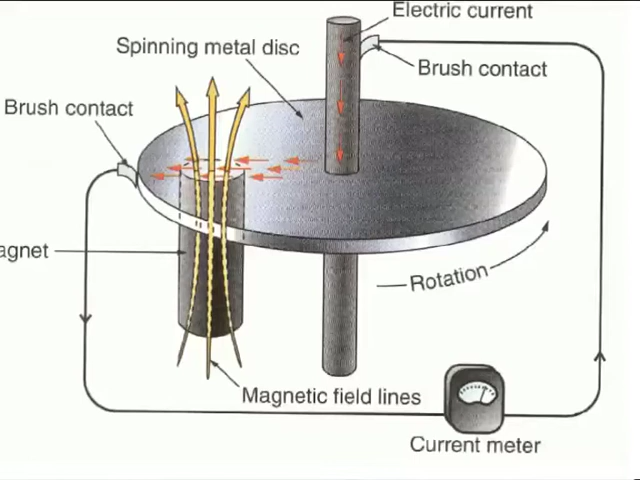 Electric current
Spinning metal disc
Brush contact
Brush contact
agnet
Rotation
Magnetic field lines
Current meter